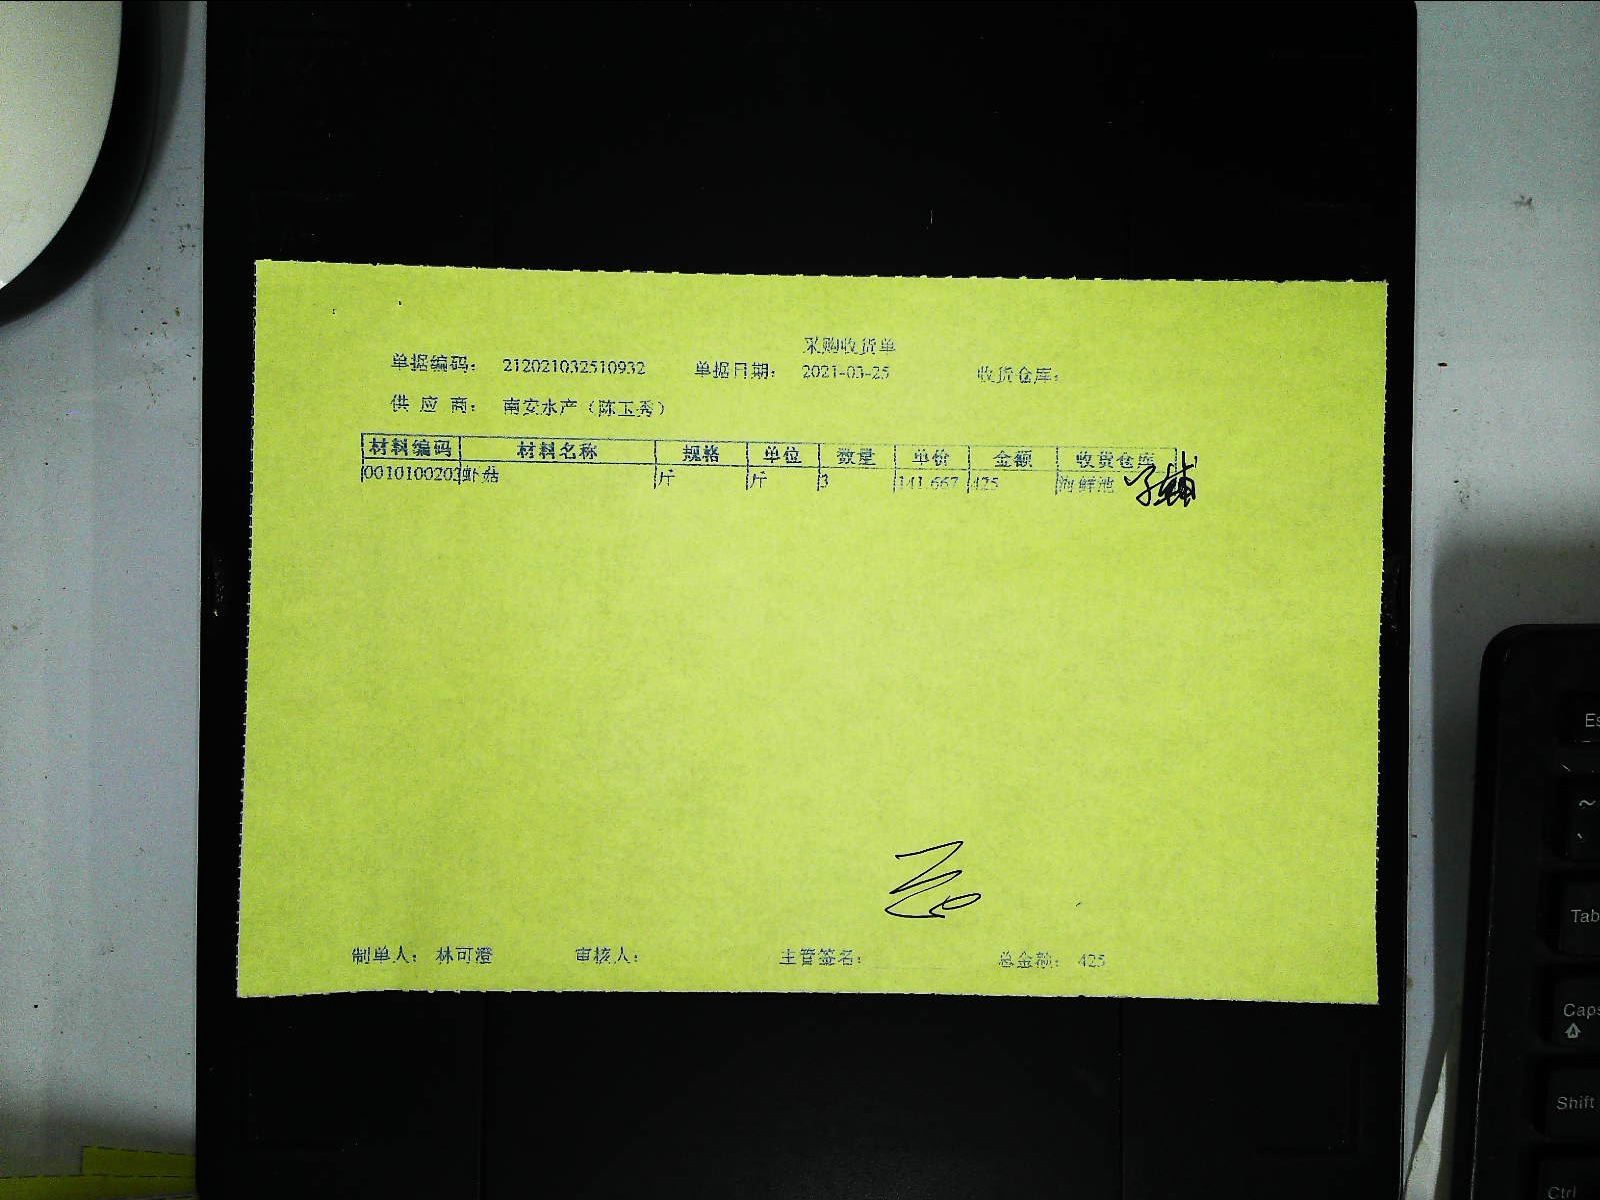 采购收货单
单据编码： 212021032510932 单据日期： 2021-03-25 收货仓库：
供 应 商： 南安水产（陈玉秀）
材料编码 材料名称 规格 单位 数量 单价 金额 收货仓库
0010100202 虾菇 斤 斤 3 141.667 425 海鲜池
制单人： 林可澄 审核人： 主管签名： 总金额： 425
Es
~
、
Tab
Caps
Shift
Ctrl